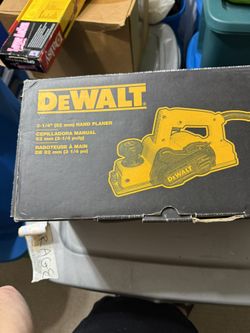 DEWALT
3-1/4" (82 mm) HAND PLANER
CEPILLADORA MANUAL
82 mm (3-1/4 pulg)
RABOTEUSE À MAIN
DE 82 mm (3-1/4 po)
DEWALT